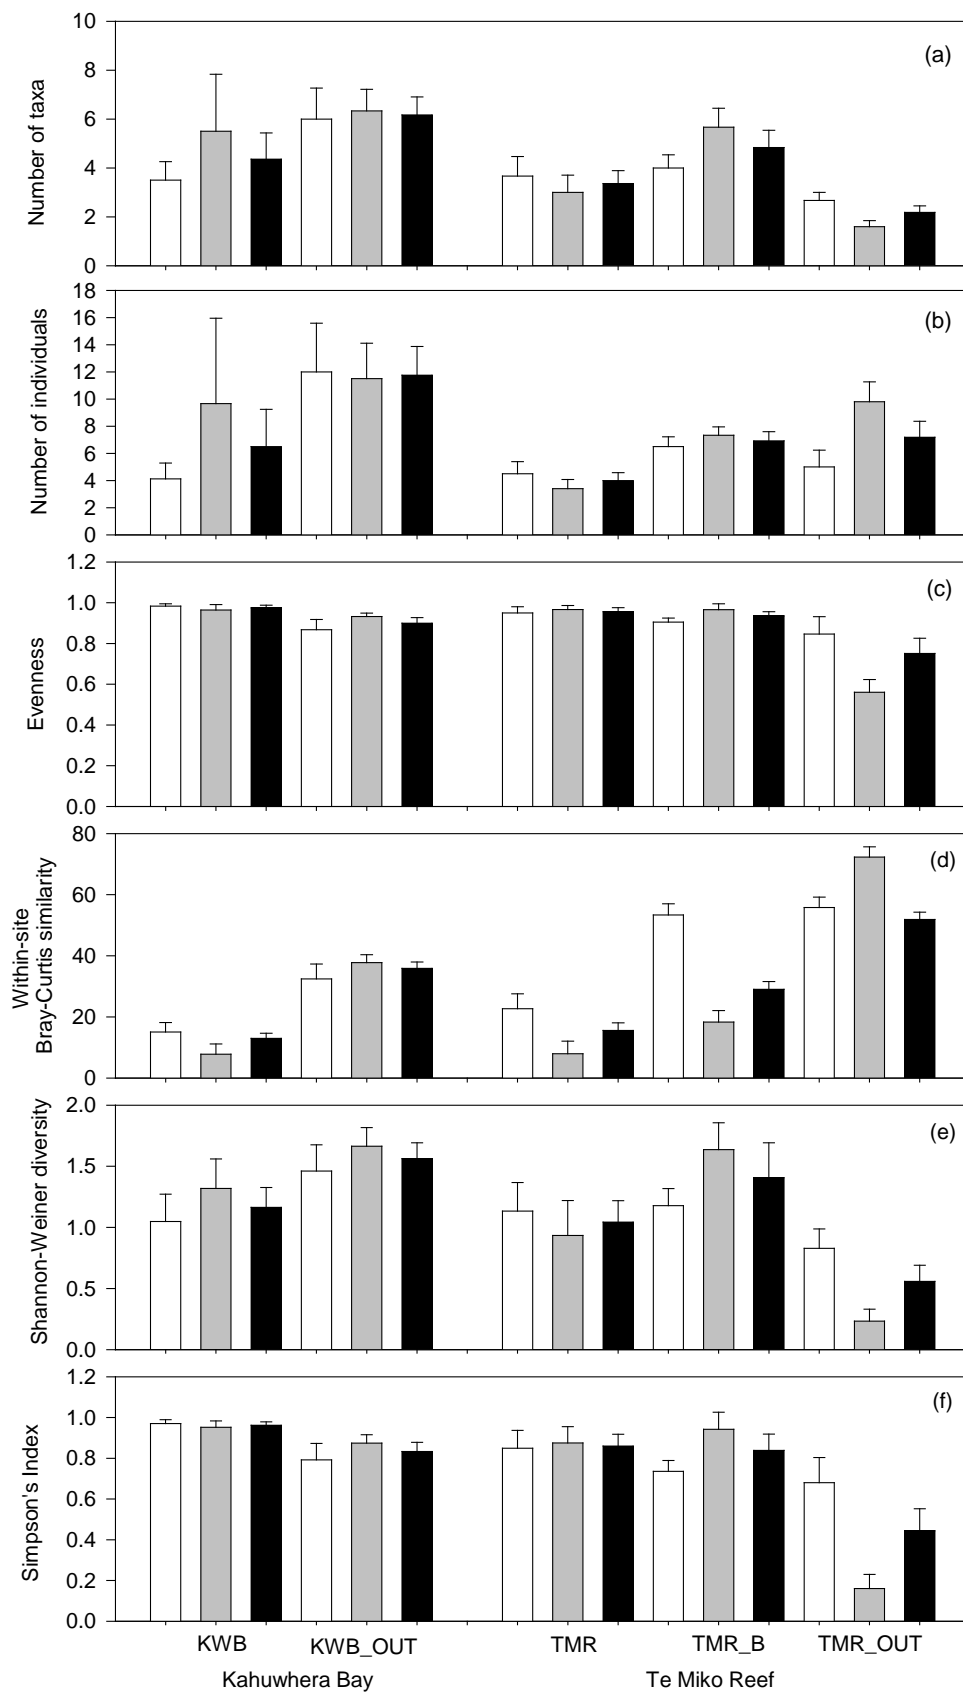 10
8
6
4
2
0
Number of taxa
(a)
18
16
14
12
10
8
6
4
2
0
Number of individuals
(b)
1.2
1.0
0.8
0.6
0.4
0.2
0.0
Evenness
(c)
80
60
40
20
0
Within-site
Bray-Curtis similarity
(d)
2.0
1.5
1.0
0.5
0.0
Shannon-Weiner diversity
(e)
1.2
1.0
0.8
0.6
0.4
0.2
0.0
Simpson's Index
(f)
KWB KWB_OUT TMR TMR_B TMR_OUT
Kahuwhera Bay Te Miko Reef